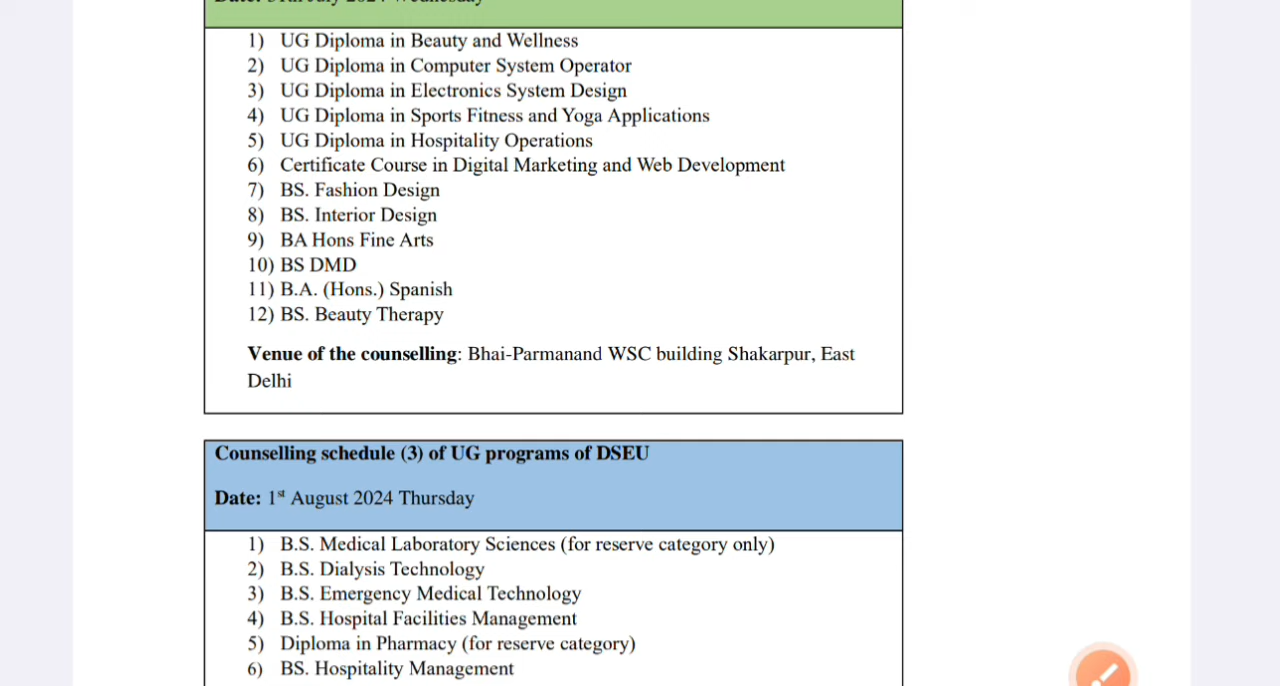 1) UG Diploma in Beauty and Wellness
2) UG Diploma in Computer System Operator
3) UG Diploma in Electronics System Design
4) UG Diploma in Sports Fitness and Yoga Applications
5) UG Diploma in Hospitality Operations
6) Certificate Course in Digital Marketing and Web Development
7) BS. Fashion Design
8) BS. Interior Design
9) BA Hons Fine Arts
10) BS DMD
11) B.A. (Hons.) Spanish
12) BS. Beauty Therapy
Venue of the counselling: Bhai-Parmanand WSC building Shakarpur, East
Delhi
Counselling schedule (3) of UG programs of DSEU
Date: 1st August 2024 Thursday
1) B.S. Medical Laboratory Sciences (for reserve category only)
2) B.S. Dialysis Technology
3) B.S. Emergency Medical Technology
4) B.S. Hospital Facilities Management
5) Diploma in Pharmacy (for reserve category)
6) BS. Hospitality Management